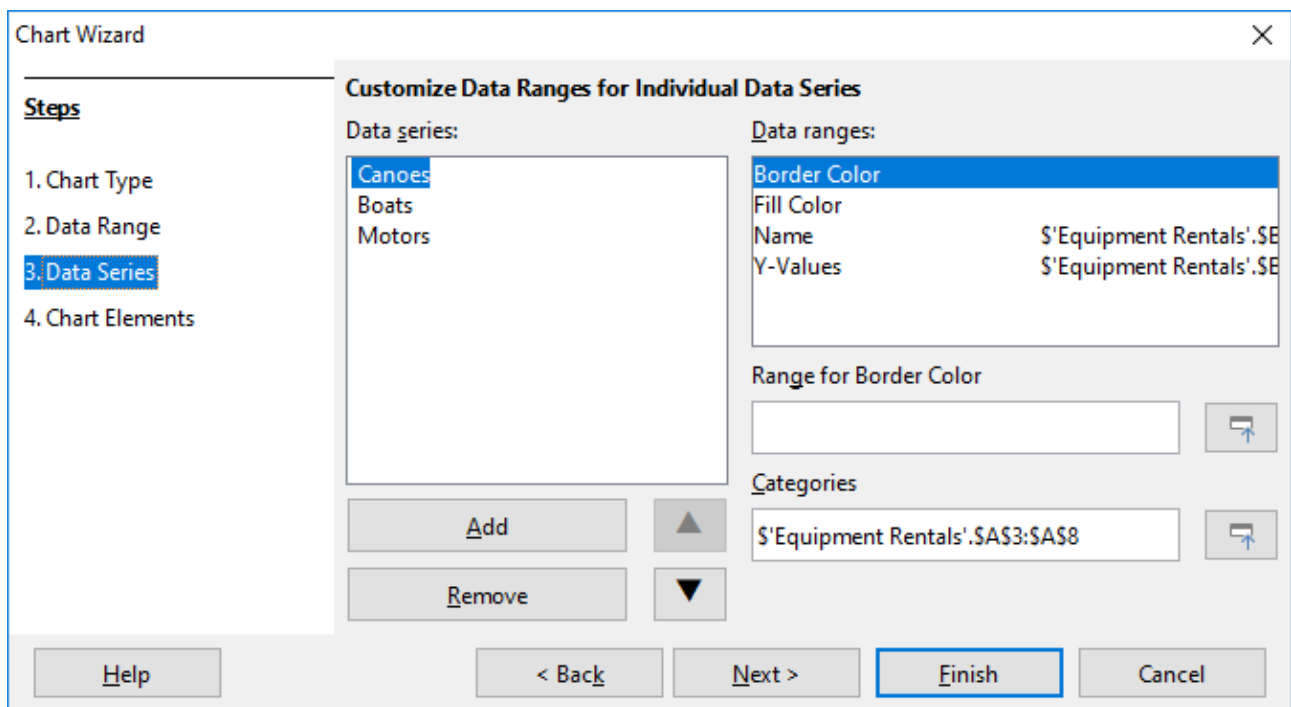 Chart Wizard
Steps
1. Chart Type
2. Data Range
3. Data Series
4. Chart Elements
Customize Data Ranges for Individual Data Series
Data series:
Canoes
Boats
Motors
Add
Remove
Data ranges:
Border Color
Fill Color
Name $'Equipment Rentals'.$E
Y-Values $'Equipment Rentals'.$E
Range for Border Color
Categories
$'Equipment Rentals'.$A$3:$A$8
Help
< Back
Next >
Finish
Cancel